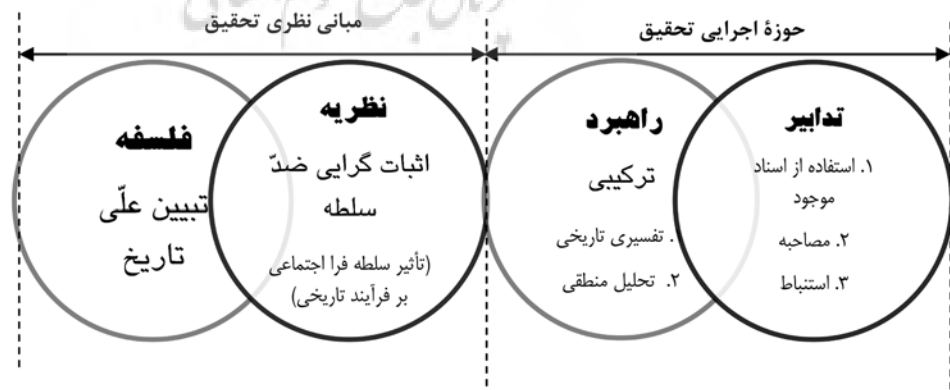 حوزهٔ اجرایی تحقیق
مبانی نظری تحقیق
تدابیر
۱. استفاده از اسناد
موجود
۲. مصاحبه
۳. استنباط
راهبرد
ترکیبی
. تفسیری تاریخی
۲. تحلیل منطقی
نظریه
اثبات گرایی ضدّ
سلطه
(تأثیر سلطه فرا اجتماعی
بر فرآیند تاریخی)
فلسفه
تبیین علّی
تاریخ